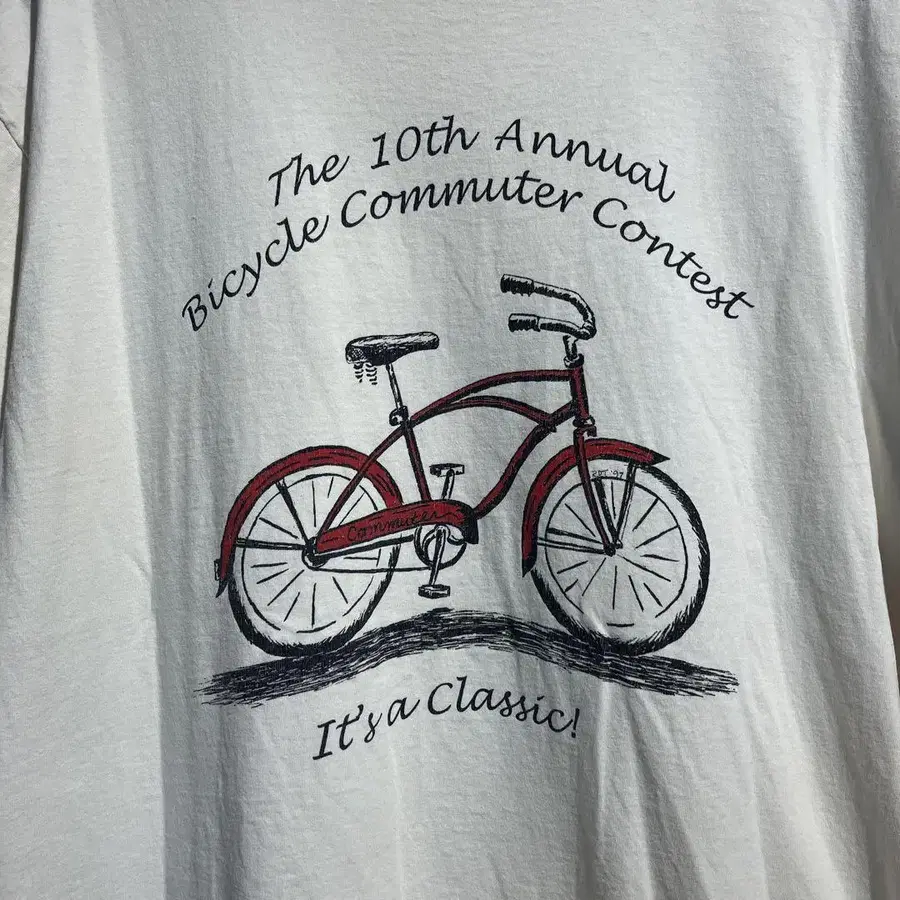 The 10th Annual
Bicycle Commuter Contest
Commuter
It's a Classic!